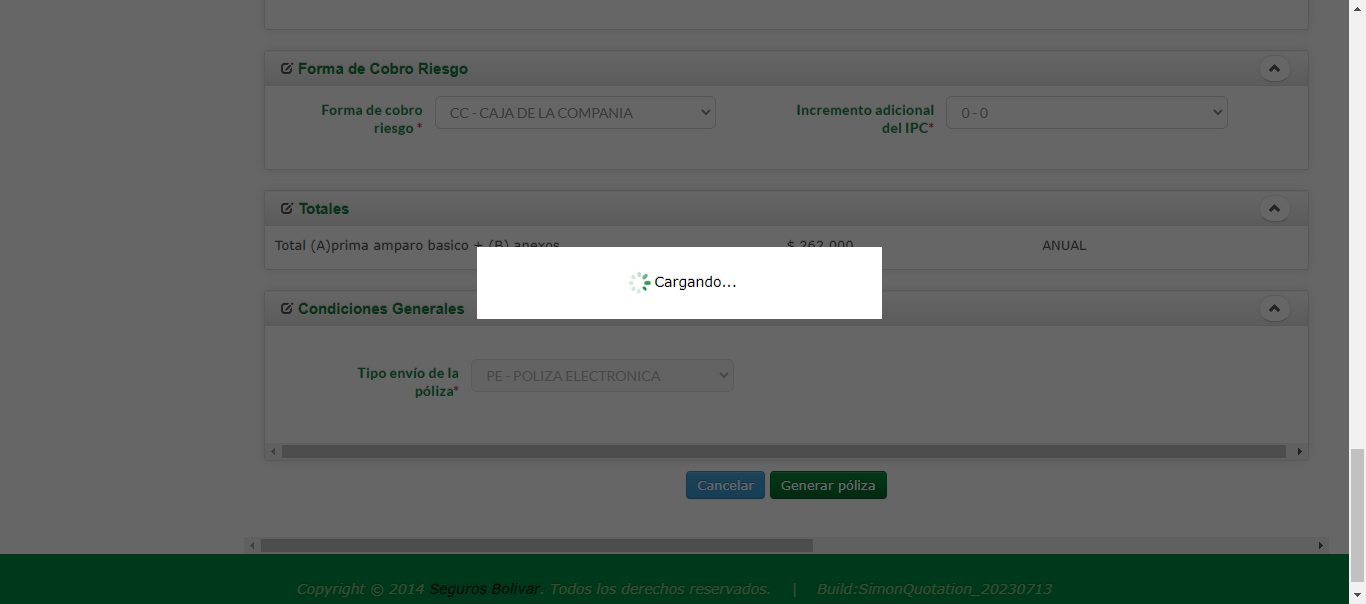 Forma de Cobro Riesgo
Forma de cobro riesgo * CC - CAJA DE LA COMPANIA Incremento adicional del IPC* 0 - 0
Totales
Total (A)prima amparo basico + (B) anexos $ 262,000 ANUAL
Cargando...
Condiciones Generales
Tipo envío de la póliza* PE - POLIZA ELECTRONICA
Cancelar Generar póliza
Copyright © 2014 Seguros Bolivar. Todos los derechos reservados. | Build:SimonQuotation_20230713